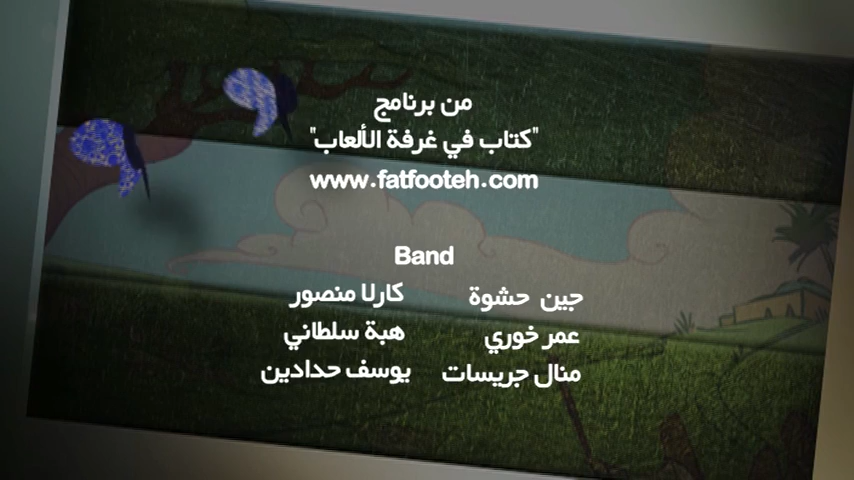 من برنامج
"كتاب في غرفة الألعاب"
www.fatfooteh.com
Band
جين حشوة كارلا منصور
عمر خوري هبة سلطاني
منال جريسات يوسف حدادين